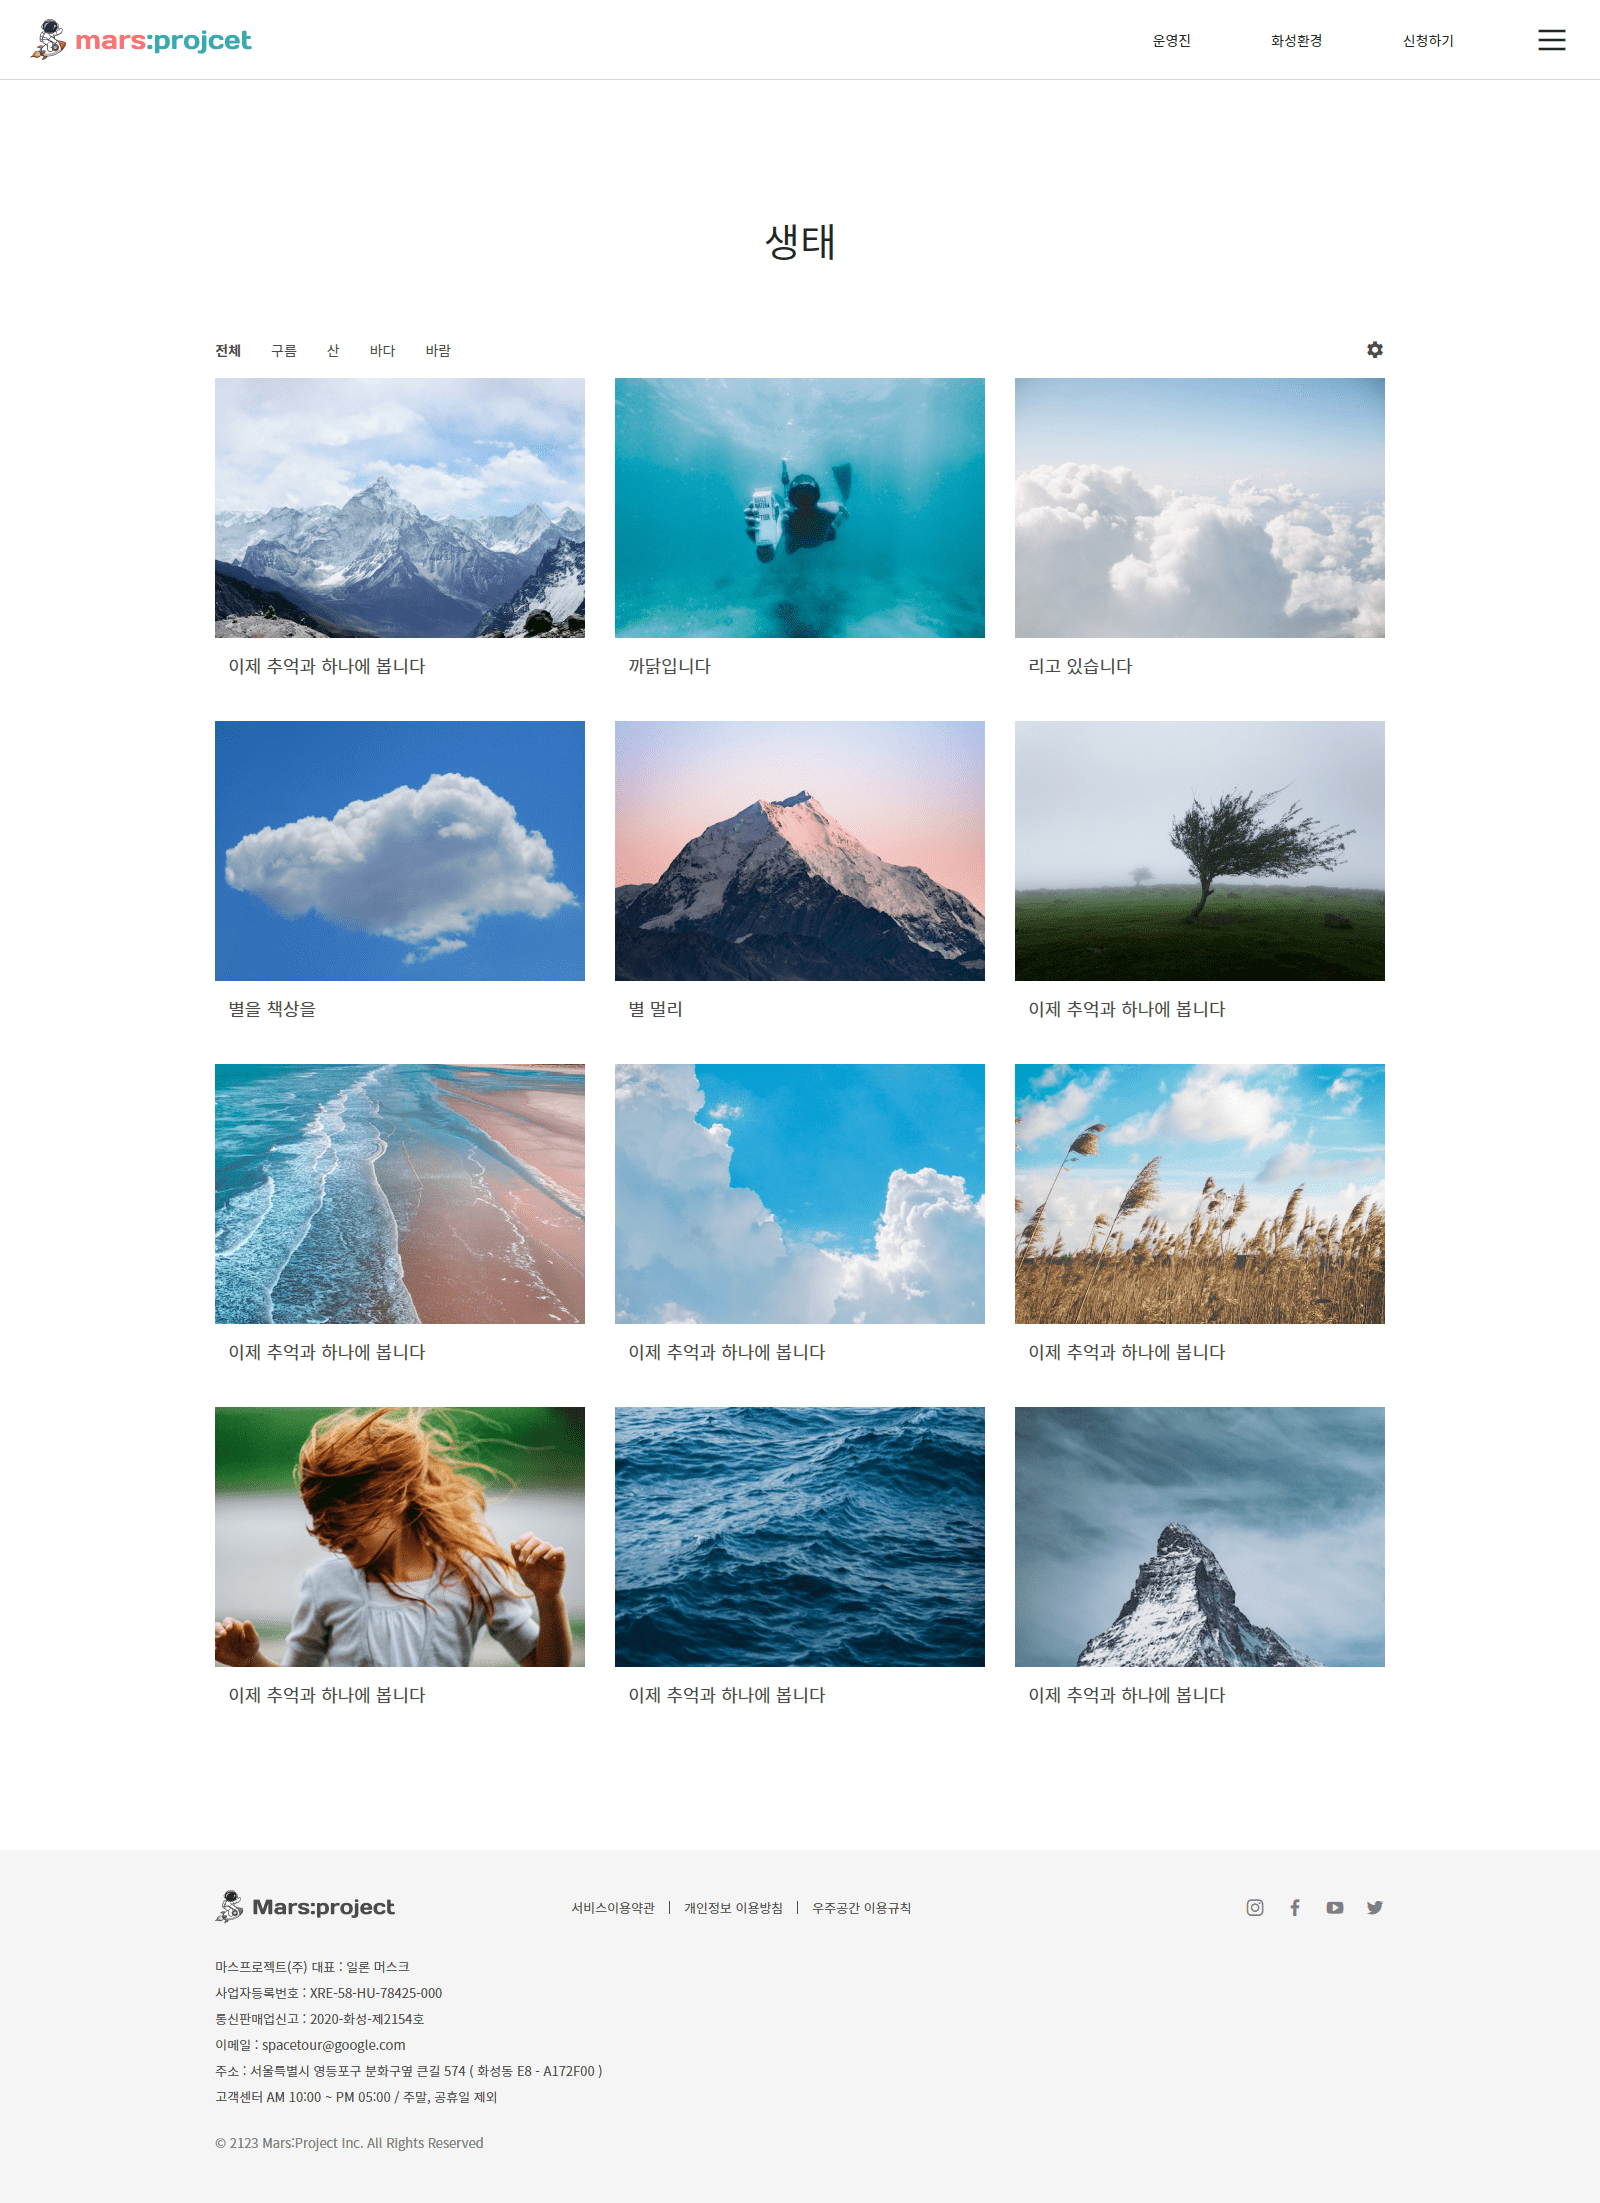 mars:projcet
운영진 화성환경 신청하기
생태
전체 구름 산 바다 바람
이제 추억과 하나에 봅니다 까닭입니다 리고 있습니다
별을 책상을 별 멀리 이제 추억과 하나에 봅니다
이제 추억과 하나에 봅니다 이제 추억과 하나에 봅니다 이제 추억과 하나에 봅니다
이제 추억과 하나에 봅니다 이제 추억과 하나에 봅니다 이제 추억과 하나에 봅니다
Mars:project 서비스이용약관 | 개인정보 이용방침 | 우주공간 이용규칙
마스프로젝트(주) 대표 : 일론 머스크
사업자등록번호 : XRE-58-HU-78425-000
통신판매업신고 : 2020-화성-제2154호
이메일 : spacetour@google.com
주소 : 서울특별시 영등포구 분화구옆 큰길 574 ( 화성동 E8 - A172F00 )
고객센터 AM 10:00 ~ PM 05:00 / 주말, 공휴일 제외
© 2123 Mars:Project Inc. All Rights Reserved